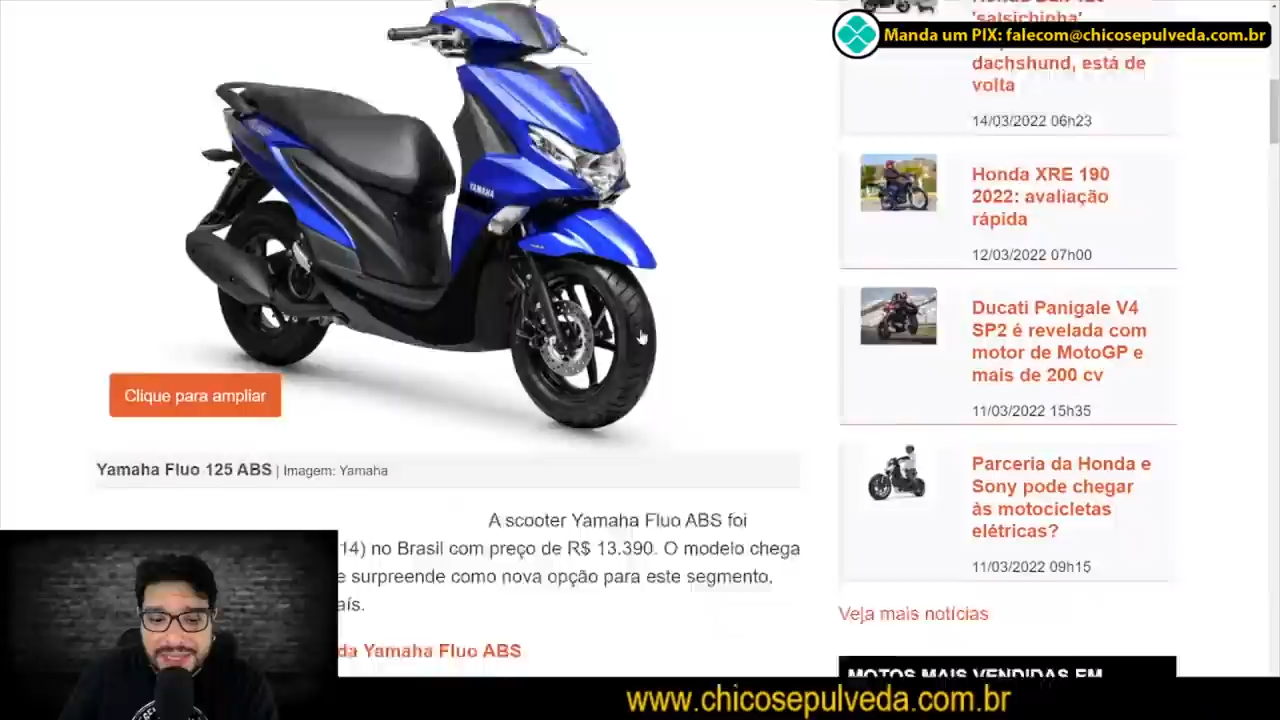 Manda um PIX: falecom@chicosepulveda.com.br
'salsichinha'
dachshund, está de
volta
14/03/2022 06h23
Honda XRE 190
2022: avaliação
rápida
12/03/2022 07h00
Ducati Panigale V4
SP2 é revelada com
motor de MotoGP e
mais de 200 cv
11/03/2022 15h35
Parceria da Honda e
Sony pode chegar
às motocicletas
elétricas?
11/03/2022 09h15
Veja mais notícias
MOTOS MAIS VENDIDAS EM
YAMAHA
Clique para ampliar
Yamaha Fluo 125 ABS | Imagem: Yamaha
A scooter Yamaha Fluo ABS foi
14) no Brasil com preço de R$ 13.390. O modelo chega
e surpreende como nova opção para este segmento,
aís.
da Yamaha Fluo ABS
www.chicosepulveda.com.br